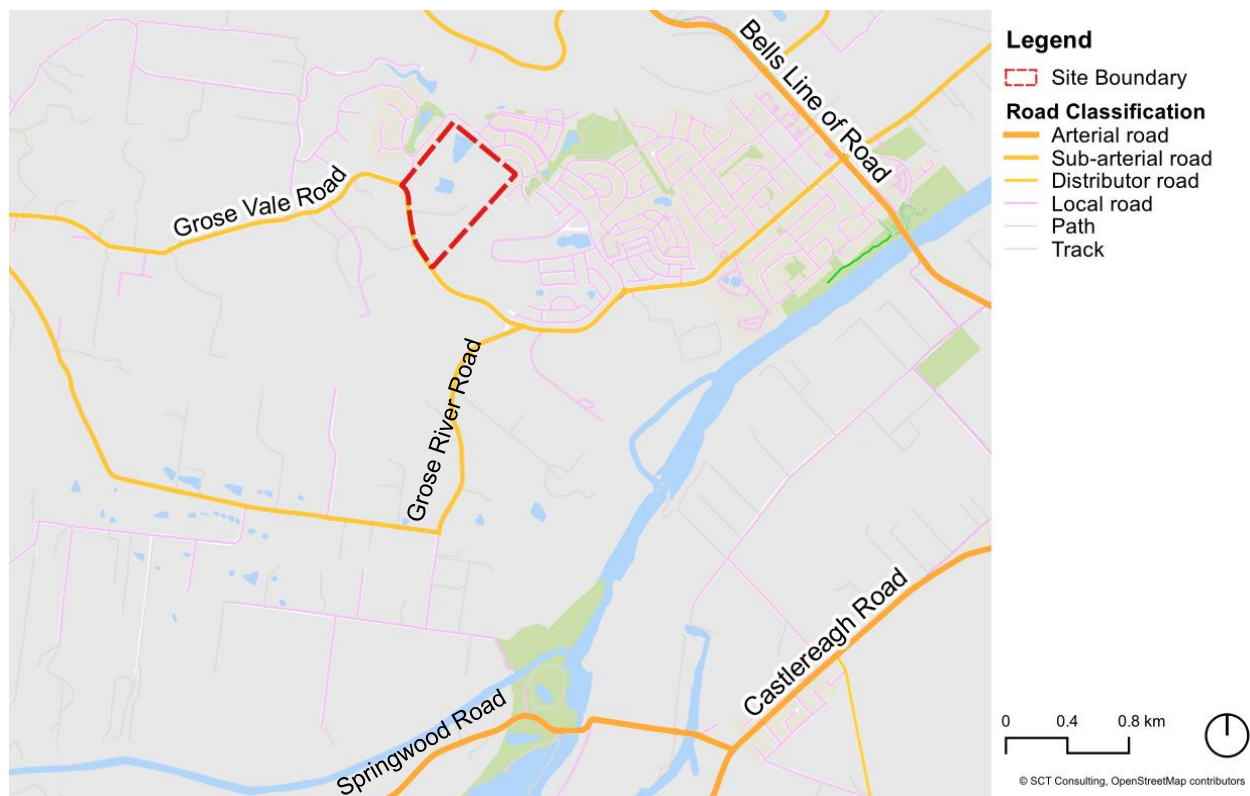 Bells Line of Road
Grose Vale Road
Grose River Road
Springwood Road
Castlereagh Road
Legend
Site Boundary
Road Classification
Arterial road
Sub-arterial road
Distributor road
Local road
Path
Track
0 0.4 0.8 km
© SCT Consulting, OpenStreetMap contributors